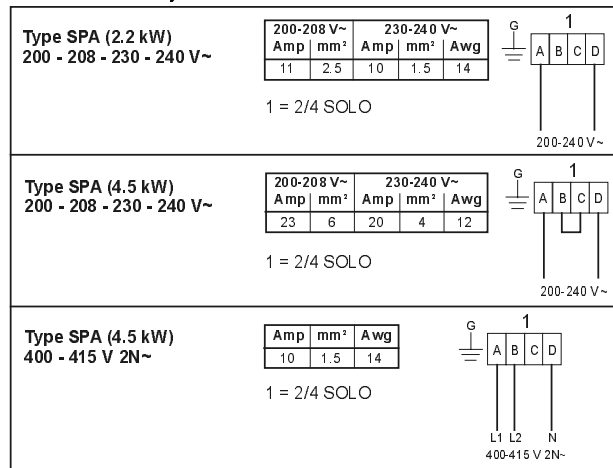 Type SPA (2.2 kW)
200 - 208 - 230 - 240 V~
200-208 V~ 230-240 V~
Amp mm² Amp mm² Awg
11 2.5 10 1.5 14
1 = 2/4 SOLO
G 1
A B C D
200-240 V~
Type SPA (4.5 kW)
200 - 208 - 230 - 240 V~
200-208 V~ 230-240 V~
Amp mm² Amp mm² Awg
23 6 20 4 12
1 = 2/4 SOLO
G 1
A B C D
200-240 V~
Type SPA (4.5 kW)
400 - 415 V 2N~
Amp mm² Awg
10 1.5 14
1 = 2/4 SOLO
G 1
A B C D
L1 L2 N
400-415 V 2N~